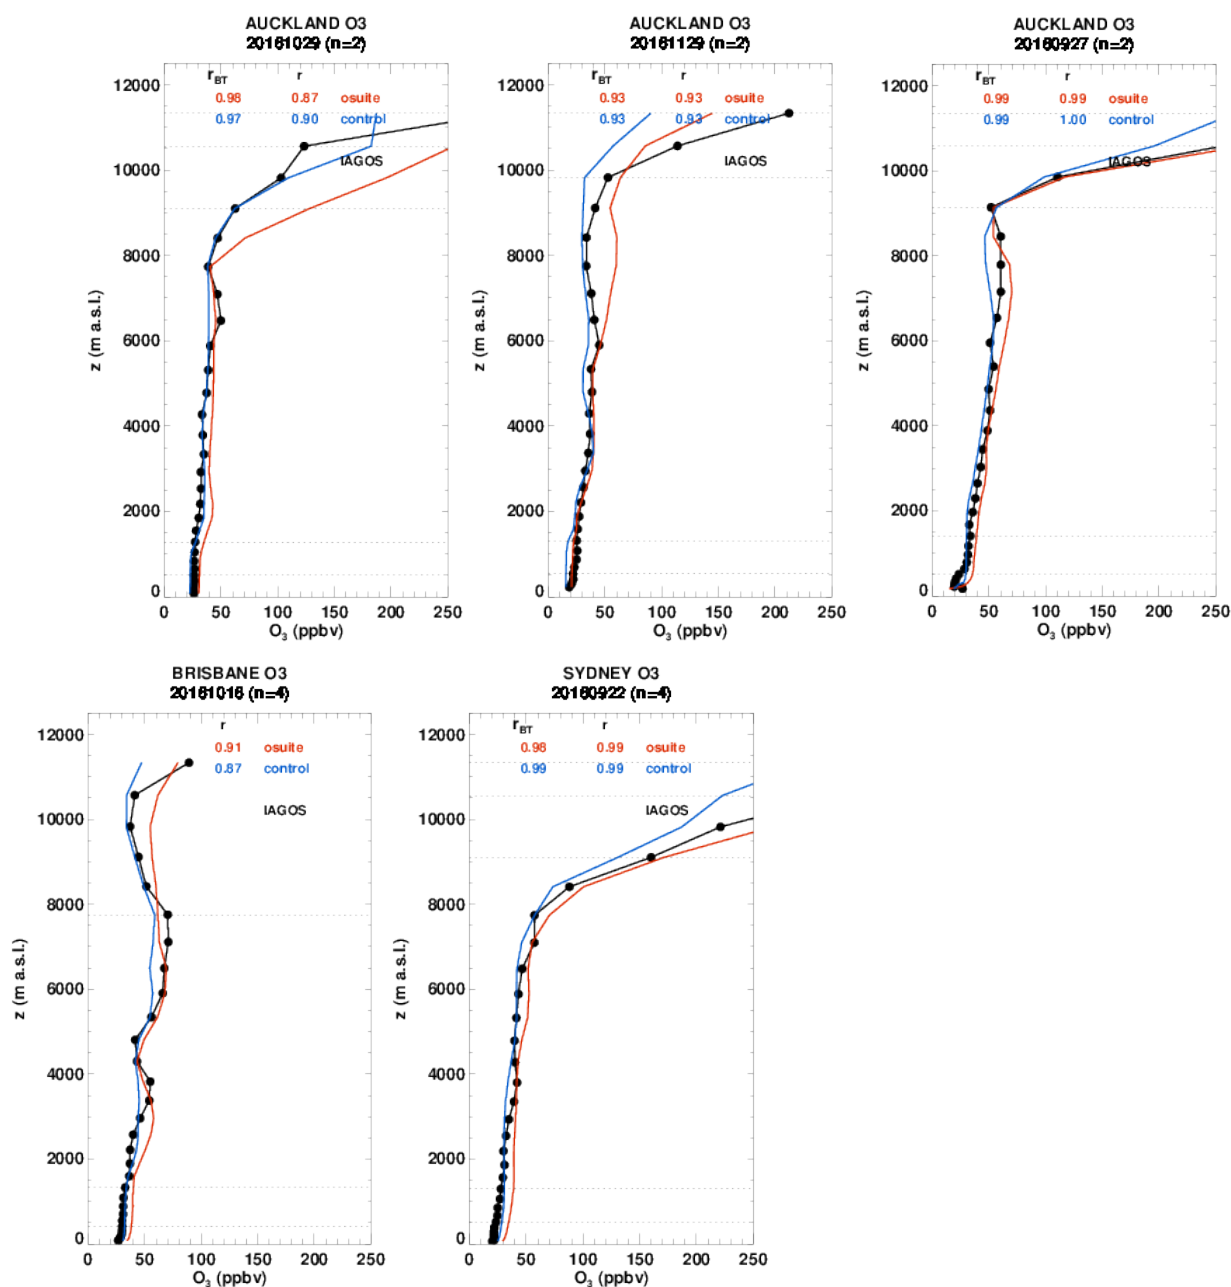 AUCKLAND O3
20161029 (n=2)
r_BT r
0.98 0.87 osuite
0.97 0.90 control
IAGOS
12000
10000
8000
6000
4000
2000
0
z (m a.s.l.)
0 50 100 150 200 250
O₃ (ppbv)
AUCKLAND O3
20161129 (n=2)
r_BT r
0.93 0.93 osuite
0.93 0.93 control
IAGOS
12000
10000
8000
6000
4000
2000
0
z (m a.s.l.)
0 50 100 150 200 250
O₃ (ppbv)
AUCKLAND O3
20160927 (n=2)
r_BT r
0.99 0.99 osuite
0.99 1.00 control
IAGOS
12000
10000
8000
6000
4000
2000
0
z (m a.s.l.)
0 50 100 150 200 250
O₃ (ppbv)
BRISBANE O3
20161016 (n=4)
r
0.91 osuite
0.87 control
IAGOS
12000
10000
8000
6000
4000
2000
0
z (m a.s.l.)
0 50 100 150 200 250
O₃ (ppbv)
SYDNEY O3
20160922 (n=4)
r_BT r
0.98 0.99 osuite
0.99 0.99 control
IAGOS
12000
10000
8000
6000
4000
2000
0
z (m a.s.l.)
0 50 100 150 200 250
O₃ (ppbv)